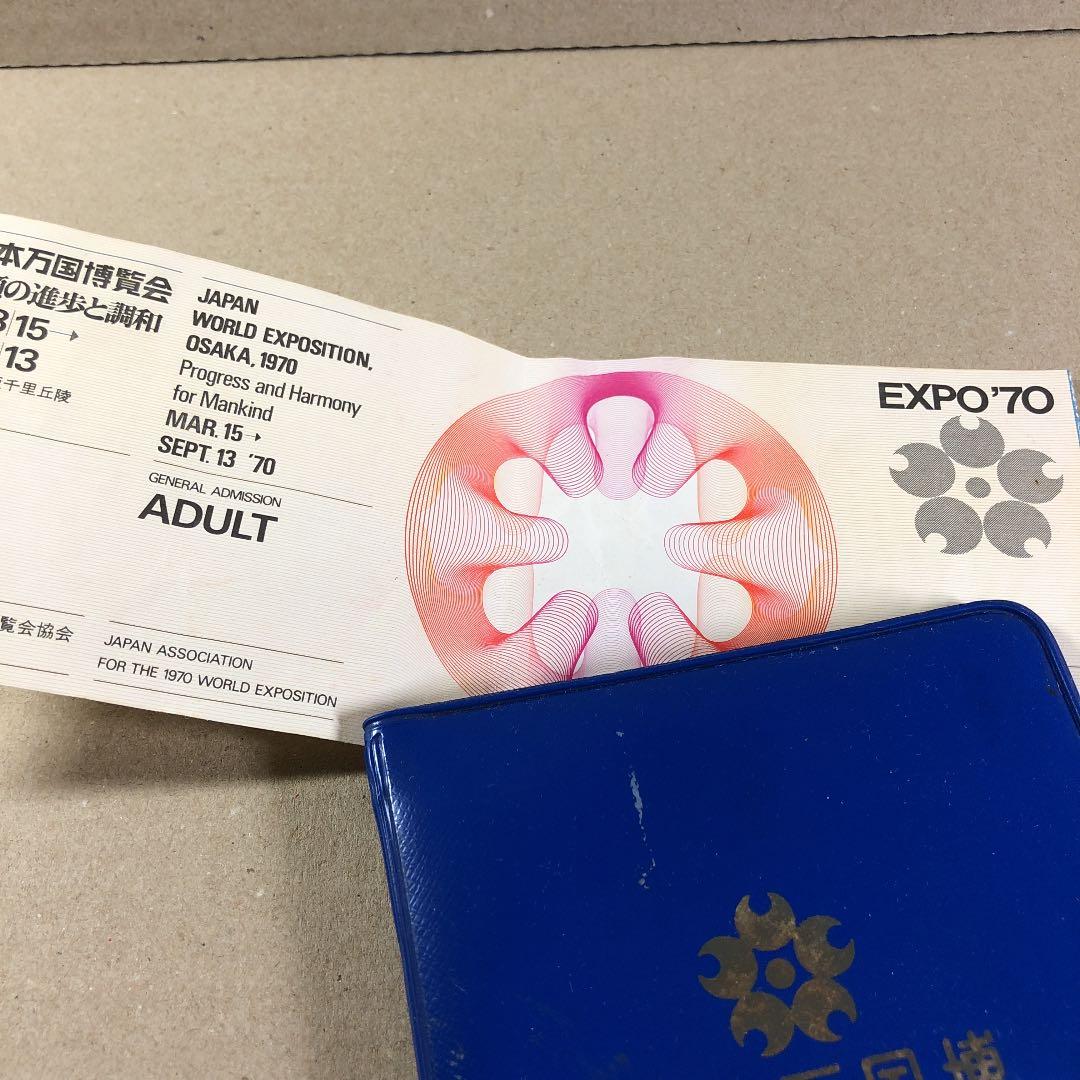 本万国博覧会
の進歩と調和
3/15→
/13
千里丘陵
覧会協会
JAPAN
WORLD EXPOSITION,
OSAKA, 1970
Progress and Harmony
for Mankind
MAR. 15→
SEPT. 13 '70
GENERAL ADMISSION
ADULT
JAPAN ASSOCIATION
FOR THE 1970 WORLD EXPOSITION
EXPO'70
万国博